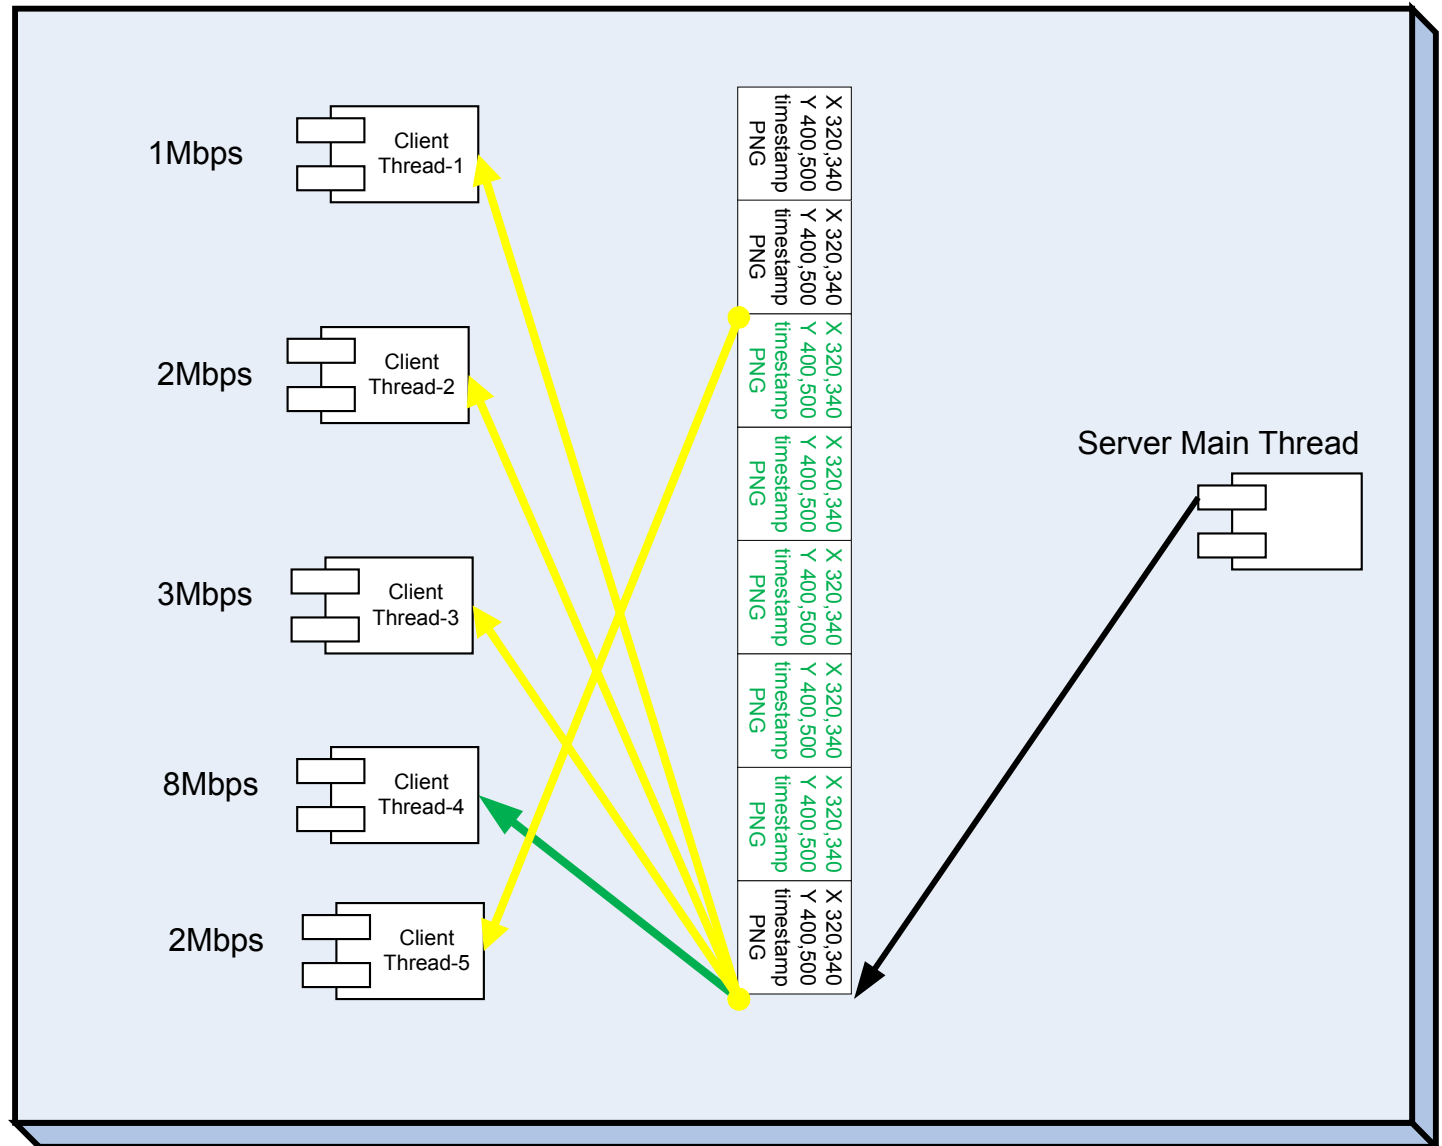 1Mbps
Client
Thread-1
2Mbps
Client
Thread-2
3Mbps
Client
Thread-3
8Mbps
Client
Thread-4
2Mbps
Client
Thread-5
X 320,340
Y 400,500
timestamp
PNG
X 320,340
Y 400,500
timestamp
PNG
X 320,340
Y 400,500
timestamp
PNG
X 320,340
Y 400,500
timestamp
PNG
X 320,340
Y 400,500
timestamp
PNG
X 320,340
Y 400,500
timestamp
PNG
X 320,340
Y 400,500
timestamp
PNG
X 320,340
Y 400,500
timestamp
PNG
Server Main Thread